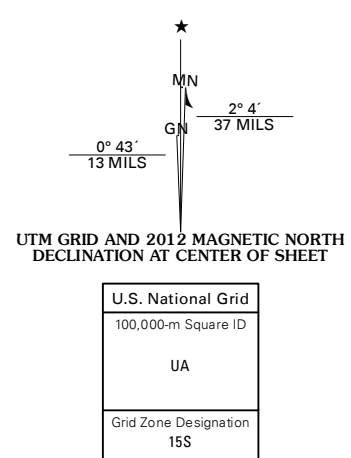 ★
MN
2° 4´
37 MILS
GN
0° 43´
13 MILS
UTM GRID AND 2012 MAGNETIC NORTH
DECLINATION AT CENTER OF SHEET
U.S. National Grid
100,000-m Square ID
UA
Grid Zone Designation
15S